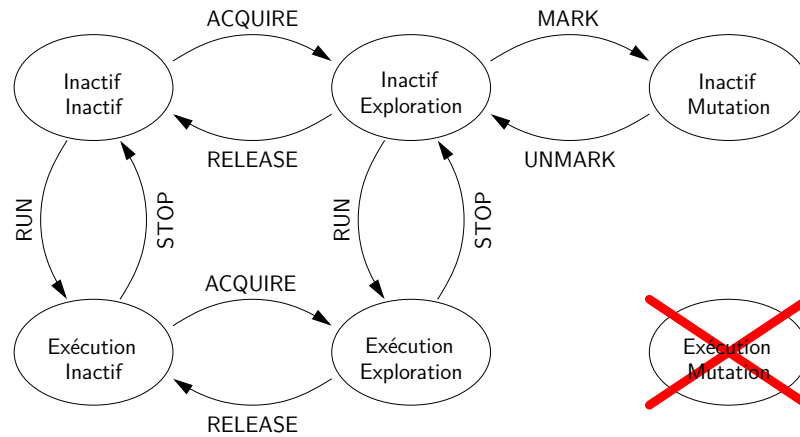 ACQUIRE
MARK
Inactif
Inactif
Inactif
Exploration
Inactif
Mutation
RELEASE
UNMARK
RUN
STOP
RUN
STOP
ACQUIRE
Exécution
Inactif
Exécution
Exploration
Exécution
Mutation
RELEASE